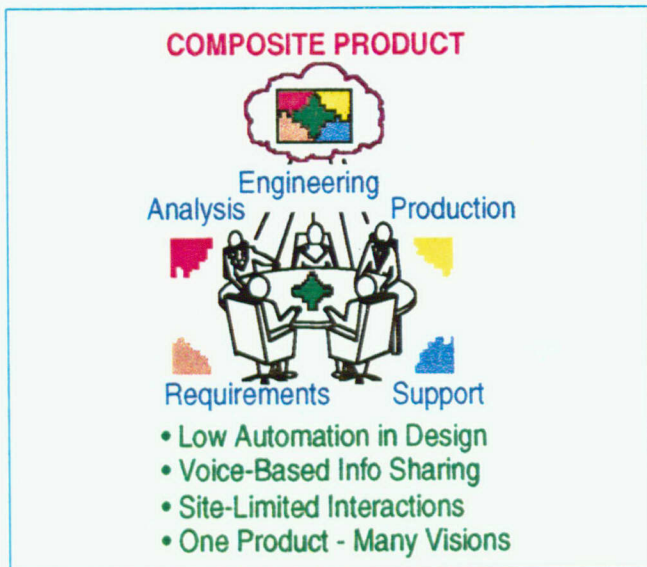 COMPOSITE PRODUCT
Engineering
Analysis
Production
Requirements
Support
• Low Automation in Design
• Voice-Based Info Sharing
• Site-Limited Interactions
• One Product - Many Visions